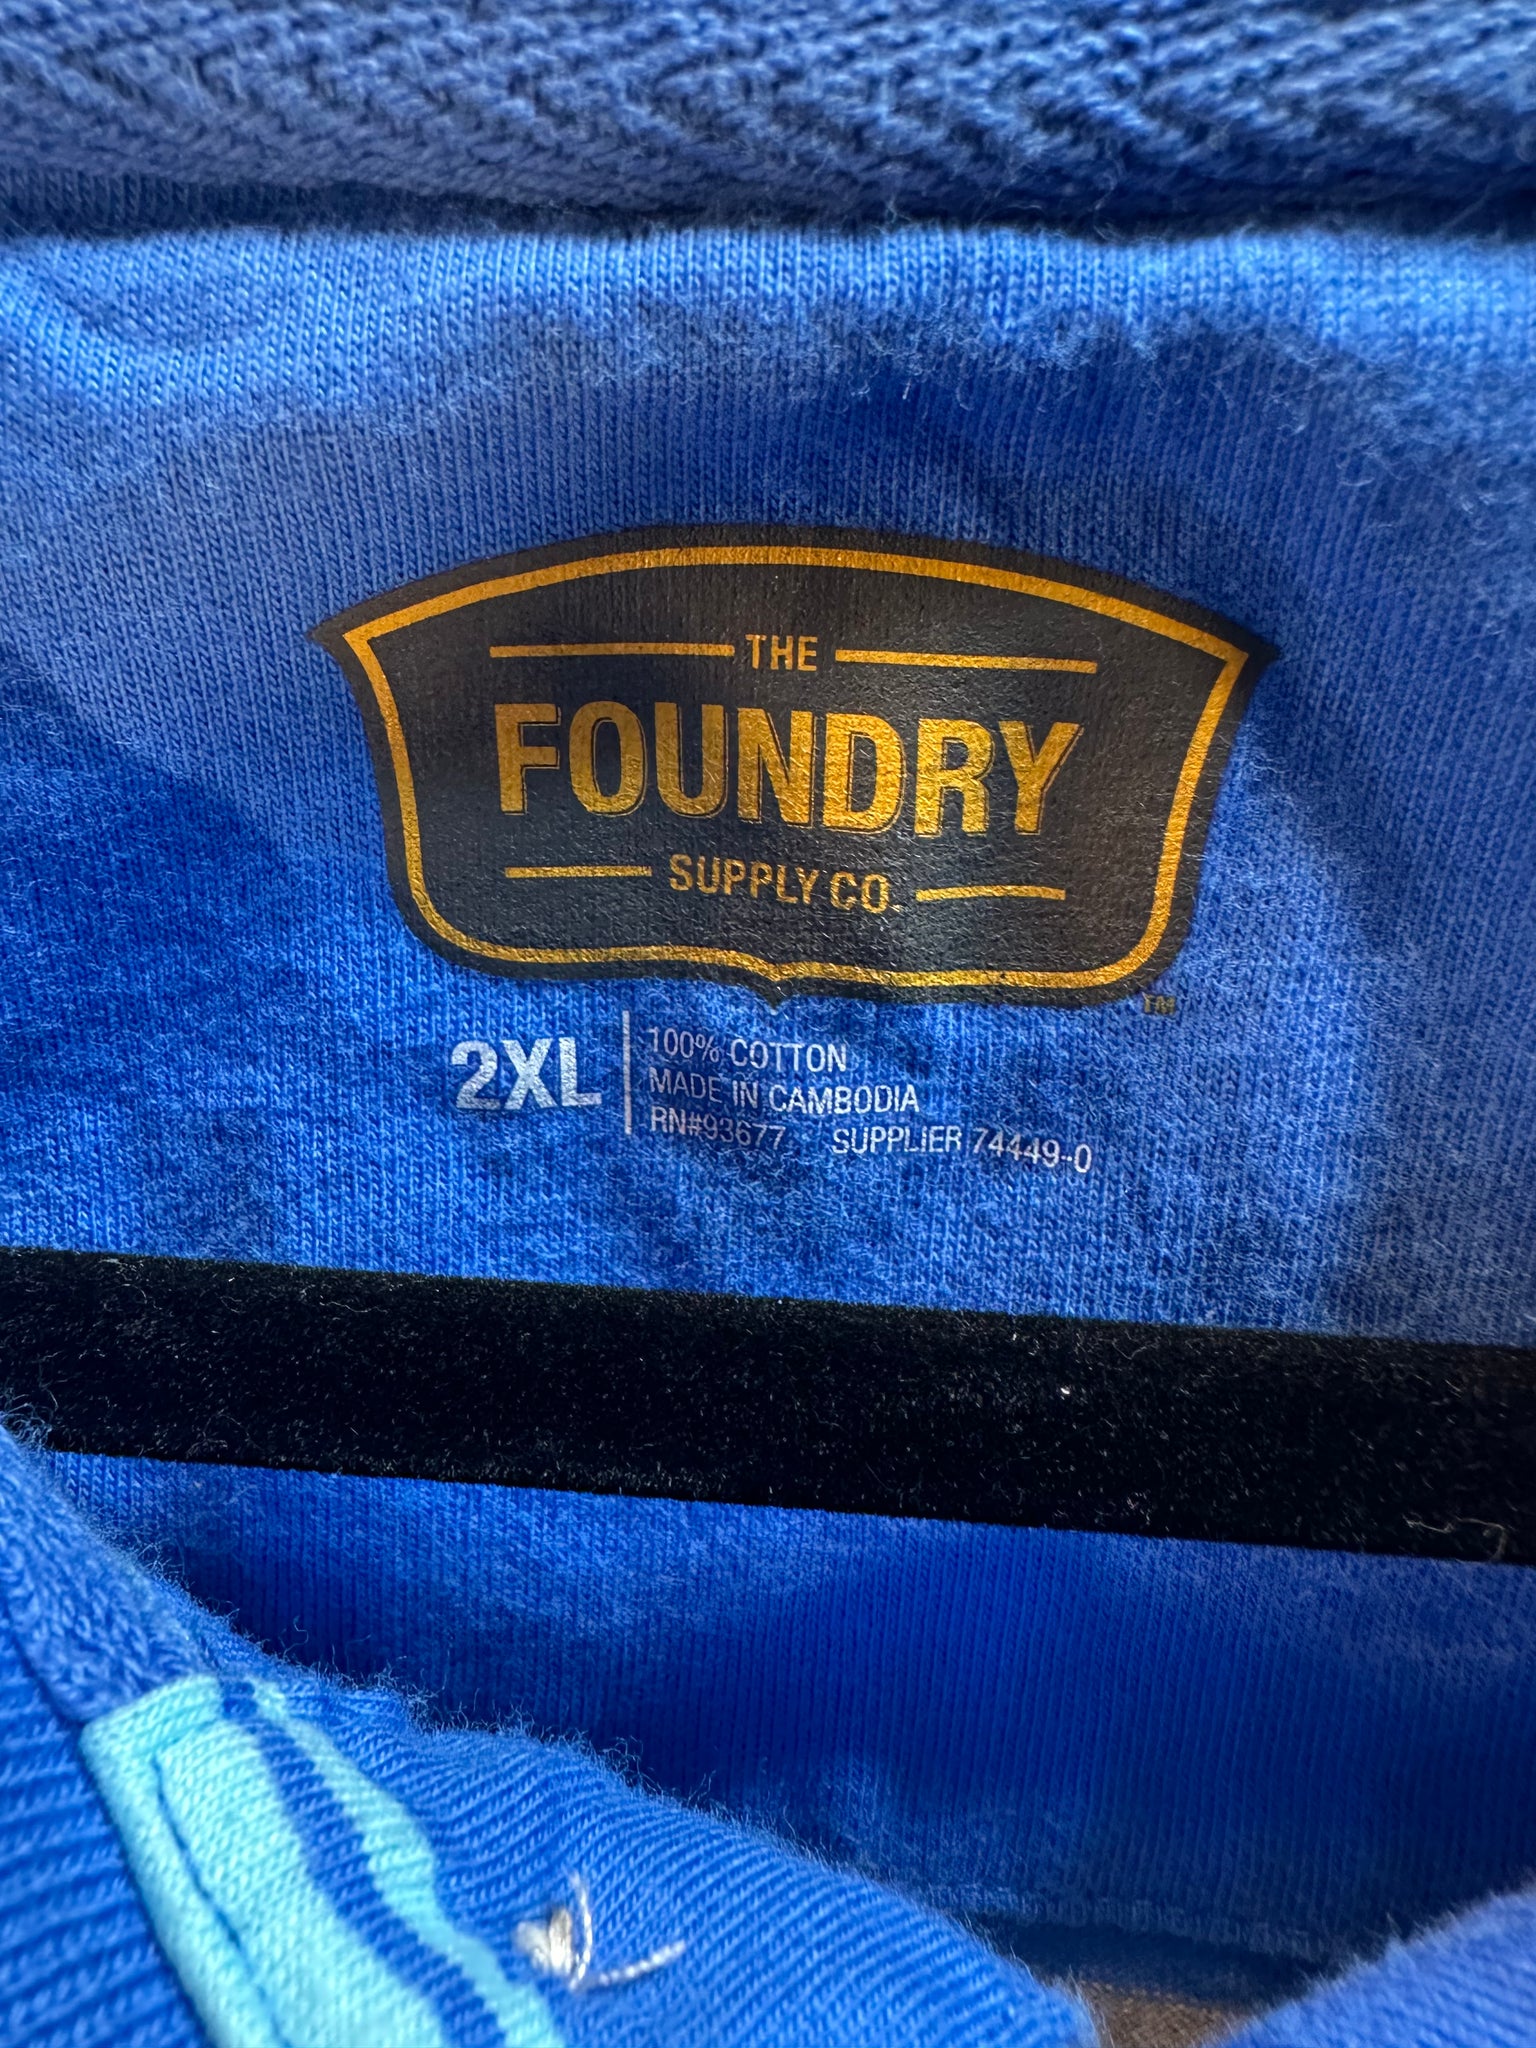 THE
FOUNDRY
SUPPLY CO.
TM
2XL
100% COTTON
MADE IN CAMBODIA
RN#93677 SUPPLIER 74449-0